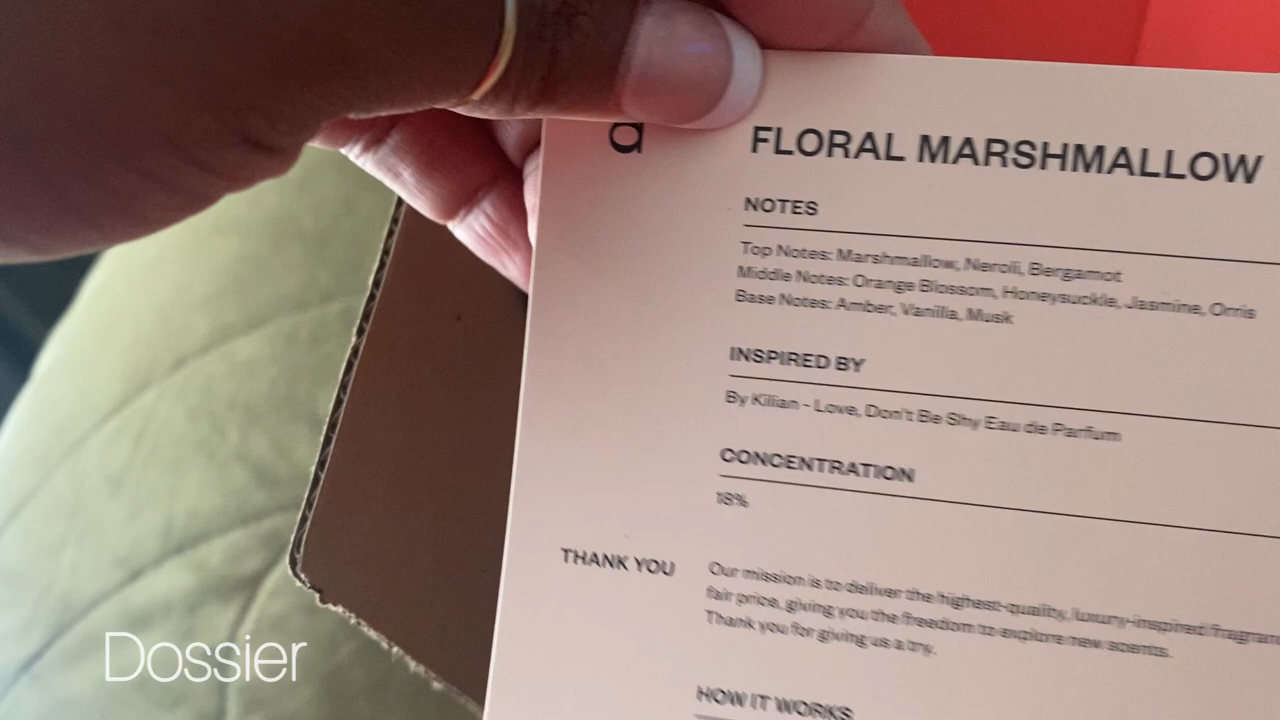 d
FLORAL MARSHMALLOW
NOTES
Top Notes: Marshmallow, Neroli, Bergamot
Middle Notes: Orange Blossom, Honeysuckle, Jasmine, Orris
Base Notes: Amber, Vanilla, Musk
INSPIRED BY
By Kilian - Love, Don't Be Shy Eau de Parfum
CONCENTRATION
18%
THANK YOU
Our mission is to deliver the highest-quality, luxury-inspired fragran
fair price, giving you the freedom to explore new scents.
Thank you for giving us a try.
HOW IT WORKS
Dossier